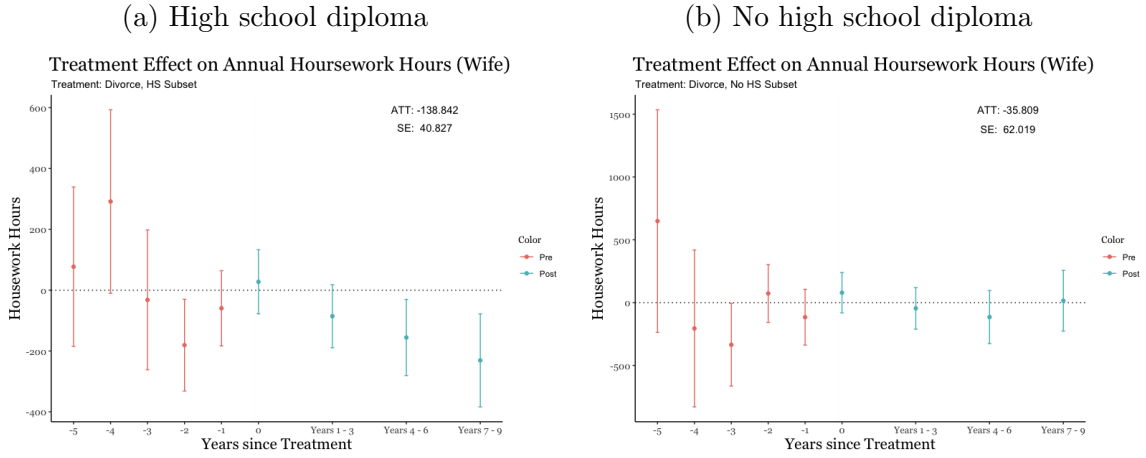 (a) High school diploma
Treatment Effect on Annual Hoursework Hours (Wife)
Treatment: Divorce, HS Subset
ATT: -138.842
SE: 40.827
600
400
200
0
-200
-400
Housework Hours
-5
-4
-3
-2
-1
0
Years 1 - 3
Years 4 - 6
Years 7 - 9
Years since Treatment
Color
Pre
Post
(b) No high school diploma
Treatment Effect on Annual Hoursework Hours (Wife)
Treatment: Divorce, No HS Subset
ATT: -35.809
SE: 62.019
1500
1000
500
0
-500
Housework Hours
-5
-4
-3
-2
-1
0
Years 1 - 3
Years 4 - 6
Years 7 - 9
Years since Treatment
Color
Pre
Post